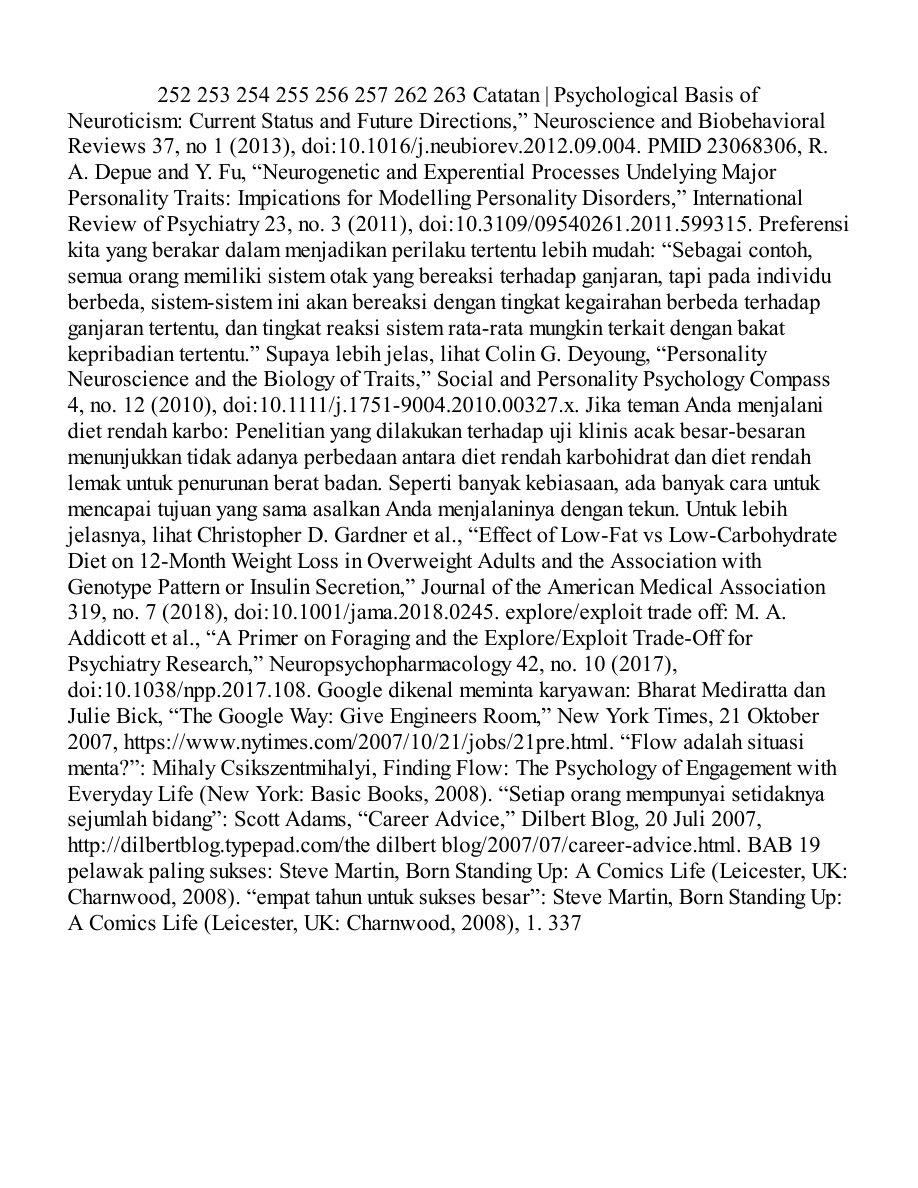 252 253 254 255 256 257 262 263 Catatan | Psychological Basis of
Neuroticism: Current Status and Future Directions,” Neuroscience and Biobehavioral
Reviews 37, no 1 (2013), doi:10.1016/j.neubiorev.2012.09.004. PMID 23068306, R.
A. Depue and Y. Fu, “Neurogenetic and Experential Processes Undelying Major
Personality Traits: Impications for Modelling Personality Disorders,” International
Review of Psychiatry 23, no. 3 (2011), doi:10.3109/09540261.2011.599315. Preferensi
kita yang berakar dalam menjadikan perilaku tertentu lebih mudah: “Sebagai contoh,
semua orang memiliki sistem otak yang bereaksi terhadap ganjaran, tapi pada individu
berbeda, sistem-sistem ini akan bereaksi dengan tingkat kegairahan berbeda terhadap
ganjaran tertentu, dan tingkat reaksi sistem rata-rata mungkin terkait dengan bakat
kepribadian tertentu.” Supaya lebih jelas, lihat Colin G. Deyoung, “Personality
Neuroscience and the Biology of Traits,” Social and Personality Psychology Compass
4, no. 12 (2010), doi:10.1111/j.1751-9004.2010.00327.x. Jika teman Anda menjalani
diet rendah karbo: Penelitian yang dilakukan terhadap uji klinis acak besar-besaran
menunjukkan tidak adanya perbedaan antara diet rendah karbohidrat dan diet rendah
lemak untuk penurunan berat badan. Seperti banyak kebiasaan, ada banyak cara untuk
mencapai tujuan yang sama asalkan Anda menjalaninya dengan tekun. Untuk lebih
jelasnya, lihat Christopher D. Gardner et al., “Effect of Low-Fat vs Low-Carbohydrate
Diet on 12-Month Weight Loss in Overweight Adults and the Association with
Genotype Pattern or Insulin Secretion,” Journal of the American Medical Association
319, no. 7 (2018), doi:10.1001/jama.2018.0245. explore/exploit trade off: M. A.
Addicott et al., “A Primer on Foraging and the Explore/Exploit Trade-Off for
Psychiatry Research,” Neuropsychopharmacology 42, no. 10 (2017),
doi:10.1038/npp.2017.108. Google dikenal meminta karyawan: Bharat Mediratta dan
Julie Bick, “The Google Way: Give Engineers Room,” New York Times, 21 Oktober
2007, https://www.nytimes.com/2007/10/21/jobs/21pre.html. “Flow adalah situasi
menta?”: Mihaly Csikszentmihalyi, Finding Flow: The Psychology of Engagement with
Everyday Life (New York: Basic Books, 2008). “Setiap orang mempunyai setidaknya
sejumlah bidang”: Scott Adams, “Career Advice,” Dilbert Blog, 20 Juli 2007,
http://dilbertblog.typepad.com/the dilbert blog/2007/07/career-advice.html. BAB 19
pelawak paling sukses: Steve Martin, Born Standing Up: A Comics Life (Leicester, UK:
Charnwood, 2008). “empat tahun untuk sukses besar”: Steve Martin, Born Standing Up:
A Comics Life (Leicester, UK: Charnwood, 2008), 1. 337